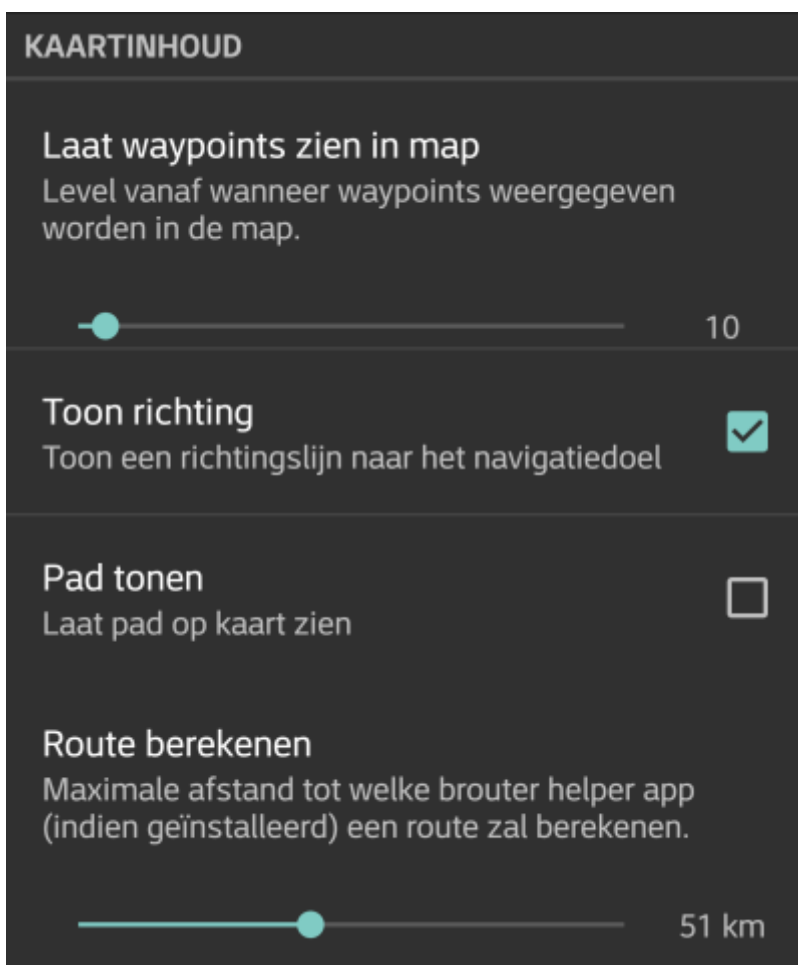 KAARTINHOUD
Laat waypoints zien in map
Level vanaf wanneer waypoints weergegeven
worden in de map.
10
Toon richting
Toon een richtingslijn naar het navigatiedoel
Pad tonen
Laat pad op kaart zien
Route berekenen
Maximale afstand tot welke brouter helper app
(indien geïnstalleerd) een route zal berekenen.
51 km